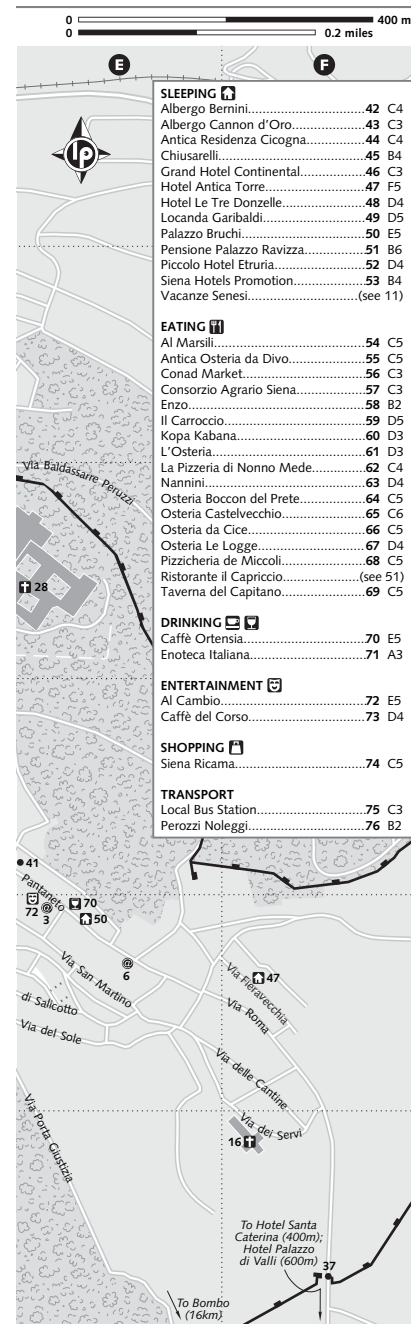 0 400 m
0 0.2 miles
E F
lp
SLEEPING
Albergo Bernini.....42 C4
Albergo Cannon d'Oro.....43 C3
Antica Residenza Cicogna.....44 C4
Chiusarelli.....45 B4
Grand Hotel Continental.....46 C3
Hotel Antica Torre.....47 F5
Hotel Le Tre Donzelle.....48 D4
Locanda Garibaldi.....49 D5
Palazzo Bruchi.....50 E5
Pensione Palazzo Ravizza.....51 B6
Piccolo Hotel Etruria.....52 D4
Siena Hotels Promotion.....53 B4
Vacanze Senesi.....(see 11)
EATING
Al Marsili.....54 C5
Antica Osteria da Divo.....55 C5
Conad Market.....56 C3
Consorzio Agrario Siena.....57 C3
Enzo.....58 B2
Il Carroccio.....59 D5
Kopa Kabana.....60 D3
L'Osteria.....61 D3
La Pizzeria di Nonno Mede.....62 C4
Nannini.....63 D4
Osteria Boccon del Prete.....64 C5
Osteria Castelvecchio.....65 C6
Osteria da Cice.....66 C5
Osteria Le Logge.....67 D4
Pizzicheria de Miccoli.....68 C5
Ristorante il Capriccio.....(see 51)
Taverna del Capitano.....69 C5
DRINKING
Caffè Ortensia.....70 E5
Enoteca Italiana.....71 A3
ENTERTAINMENT
Al Cambio.....72 E5
Caffè del Corso.....73 D4
SHOPPING
Siena Ricama.....74 C5
TRANSPORT
Local Bus Station.....75 C3
Perozzi Noleggi.....76 B2
Via Baldassarre Peruzzi
28
41
Pantaneto
70
72
3
50
6
Via San Martino
47
Via Fieravecchia
di Salicotto
Via Roma
Via del Sole
Via delle Cantine
Via dei Servi
16
Via Porta Giustizia
To Hotel Santa
Caterina (400m);
Hotel Palazzo
di Valli (600m)
37
To Bombo
(16km)